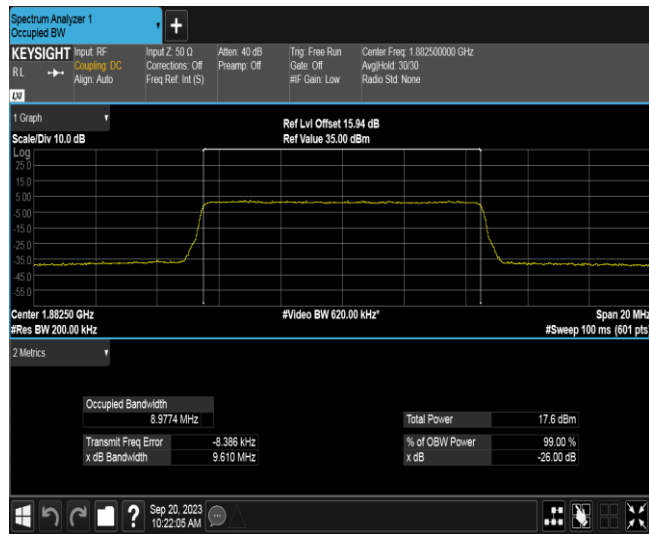 Spectrum Analyzer 1
Occupied BW
+
KEYSIGHT
RL
LXI
Input: RF
Coupling: DC
Align: Auto
Input Z: 50 Ω
Corrections: Off
Freq Ref: Int (S)
Atten: 40 dB
Preamp: Off
Trig: Free Run
Gate: Off
#IF Gain: Low
Center Freq: 1.882500000 GHz
Avg|Hold: 30/30
Radio Std: None
1 Graph
Scale/Div 10.0 dB
Ref Lvl Offset 15.94 dB
Ref Value 35.00 dBm
Log
25.0
15.0
5.00
-5.00
-15.0
-25.0
-35.0
-45.0
-55.0
Center 1.88250 GHz
#Video BW 620.00 kHz*
Span 20 MHz
#Res BW 200.00 kHz
#Sweep 100 ms (601 pts)
2 Metrics
Occupied Bandwidth
8.9774 MHz
Total Power 17.6 dBm
Transmit Freq Error -8.386 kHz
% of OBW Power 99.00 %
x dB Bandwidth 9.610 MHz
x dB -26.00 dB
?
Sep 20, 2023
10:22:05 AM